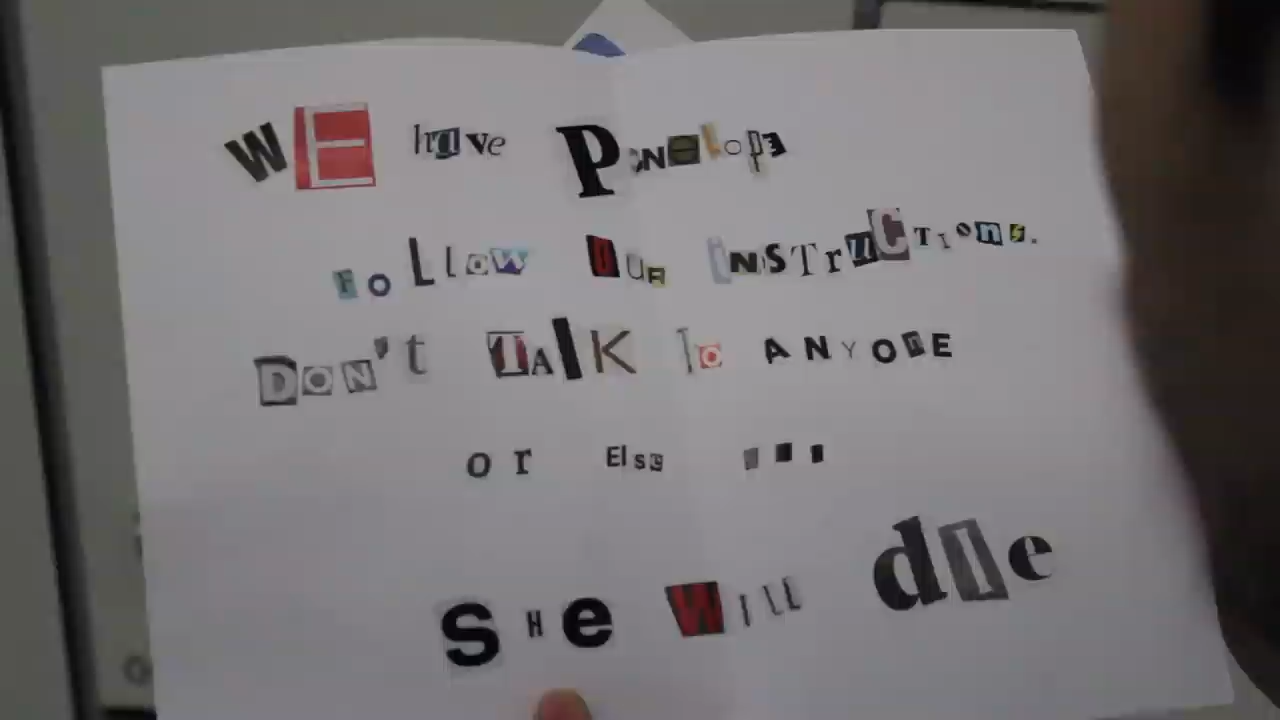 WE have PeNelope
FoLLow OUR iNSTruCTIons.
DoN't TAlK To ANYOnE
or Else ...
SHe WILL dIe